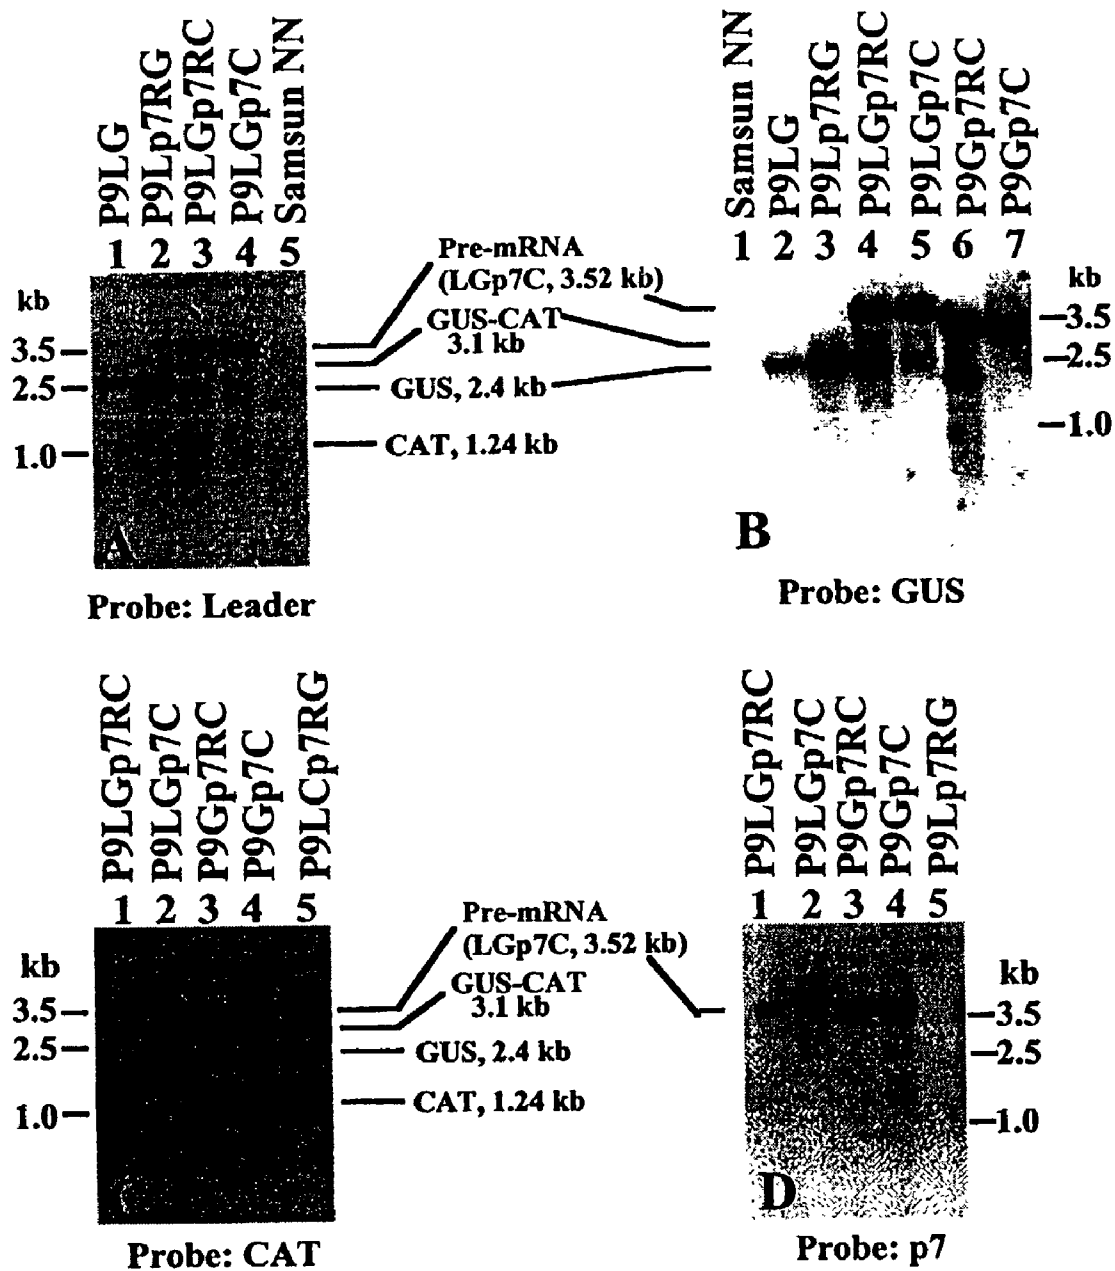 P9LG
P9Lp7RG
P9LGp7RC
P9LGp7C
Samsun NN
1 2 3 4 5
kb
3.5
2.5
1.0
A
Probe: Leader
Pre-mRNA
(LGp7C, 3.52 kb)
GUS-CAT
3.1 kb
GUS, 2.4 kb
CAT, 1.24 kb
Samsun NN
P9LG
P9Lp7RG
P9LGp7RC
P9LGp7C
P9Gp7RC
P9Gp7C
1 2 3 4 5 6 7
kb
3.5
2.5
1.0
B
Probe: GUS
P9LGp7RC
P9LGp7C
P9Gp7RC
P9Gp7C
P9LCp7RG
1 2 3 4 5
kb
3.5
2.5
1.0
C
Probe: CAT
Pre-mRNA
(LGp7C, 3.52 kb)
GUS-CAT
3.1 kb
GUS, 2.4 kb
CAT, 1.24 kb
P9LGp7RC
P9LGp7C
P9Gp7RC
P9Gp7C
P9Lp7RG
1 2 3 4 5
kb
3.5
2.5
1.0
D
Probe: p7